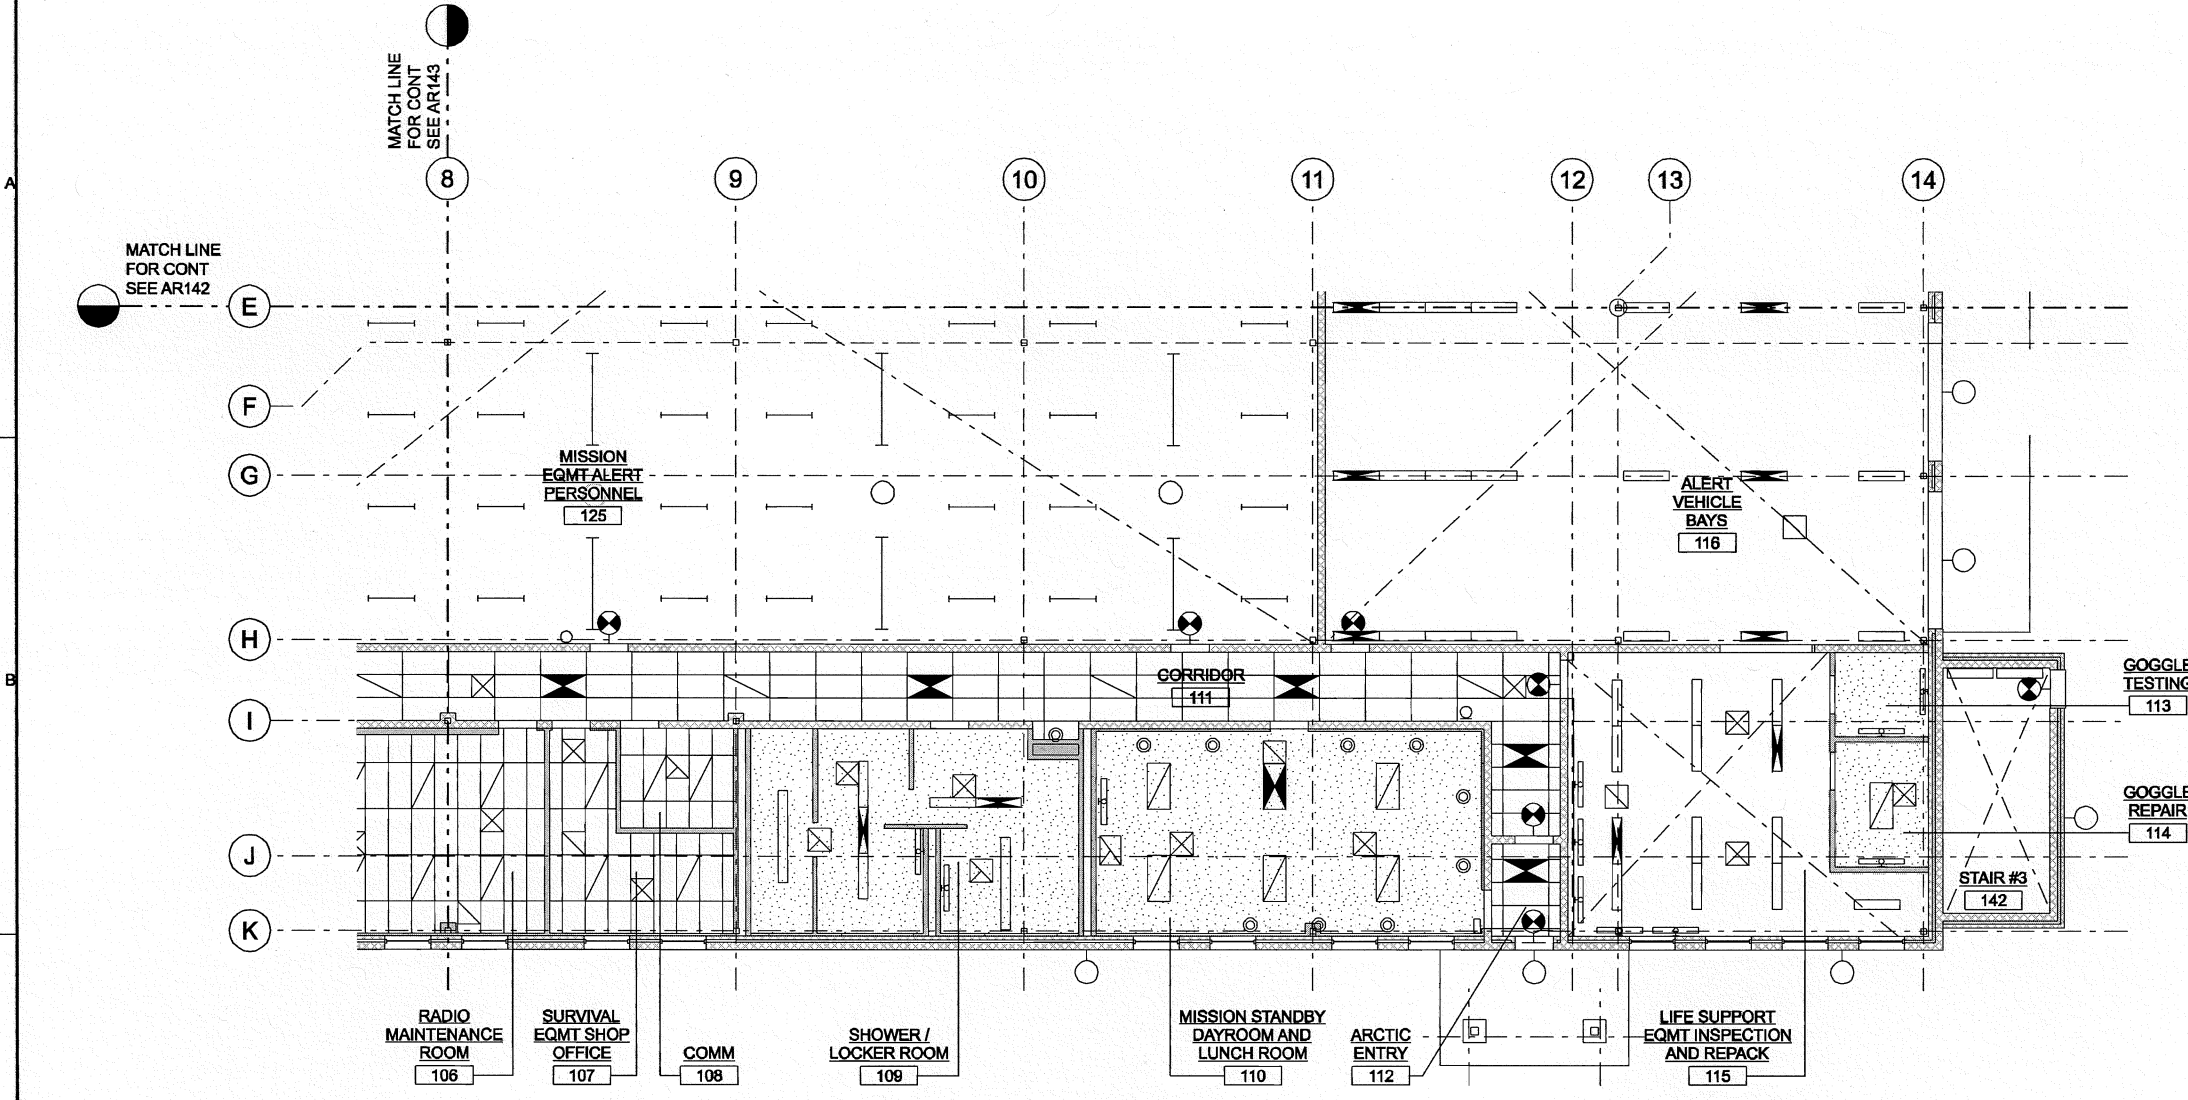 MATCH LINE
FOR CONT
SEE AR143
A
8
9
10
11
12
13
14
MATCH LINE
FOR CONT
SEE AR142
E
F
G
MISSION
EQMT ALERT
PERSONNEL
125
ALERT
VEHICLE
BAYS
116
H
B
CORRIDOR
111
GOGGLE
TESTING
113
I
GOGGLE
REPAIR
114
J
STAIR #3
142
K
RADIO
MAINTENANCE
ROOM
106
SURVIVAL
EQMT SHOP
OFFICE
107
COMM
108
SHOWER /
LOCKER ROOM
109
MISSION STANDBY
DAYROOM AND
LUNCH ROOM
110
ARCTIC
ENTRY
112
LIFE SUPPORT
EQMT INSPECTION
AND REPACK
115